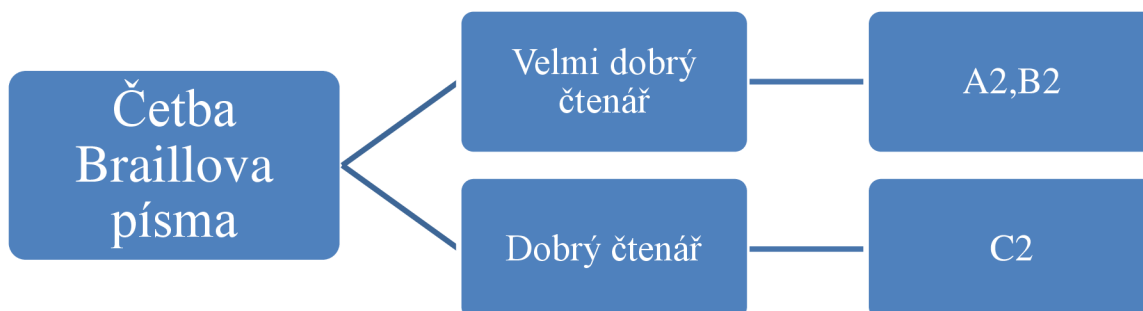 Četba
Braillova
písma
Velmi dobrý
čtenář
A2,B2
Dobrý čtenář
C2